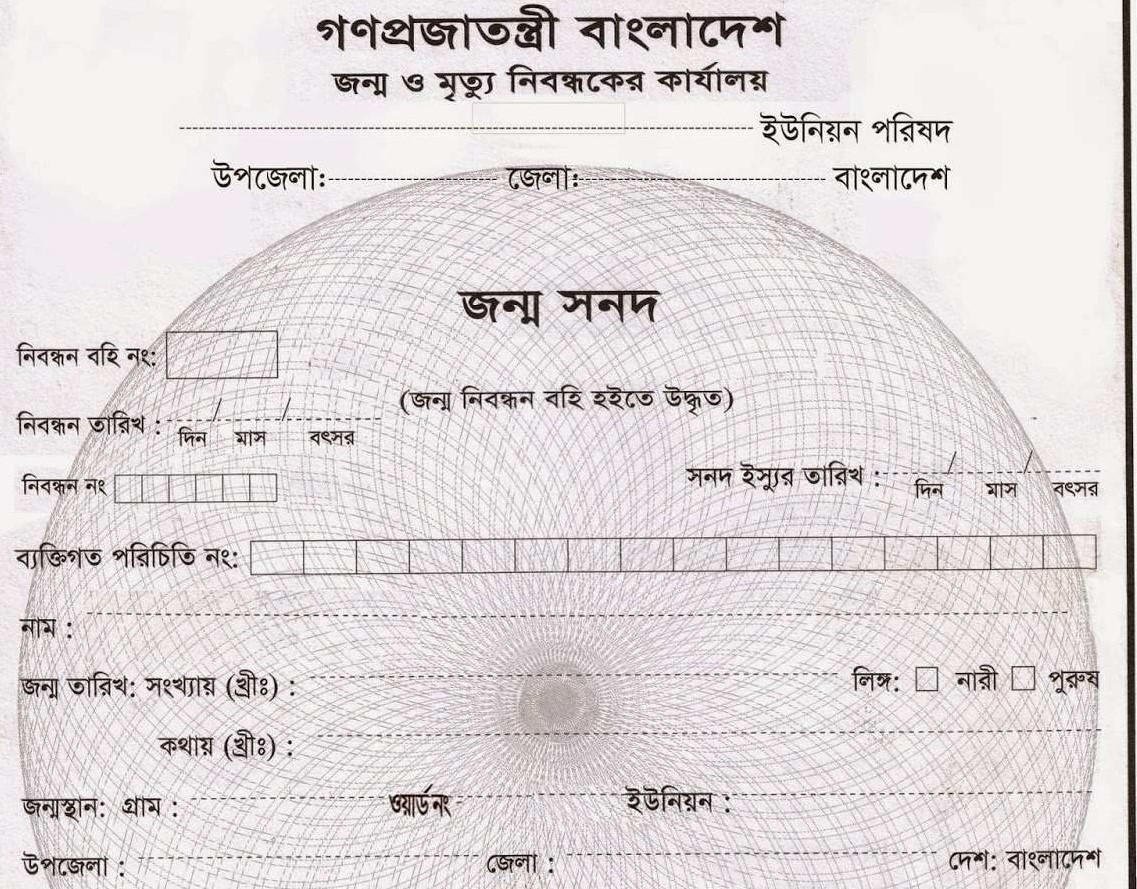 গণপ্রজাতন্ত্রী বাংলাদেশ
জন্ম ও মৃত্যু নিবন্ধকের কার্যালয়
ইউনিয়ন পরিষদ
উপজেলা: জেলা: বাংলাদেশ
জন্ম সনদ
নিবন্ধন বহি নং:
(জন্ম নিবন্ধন বহি হইতে উদ্ধৃত)
নিবন্ধন তারিখ : / /
দিন মাস বৎসর
সনদ ইস্যুর তারিখ : / /
দিন মাস বৎসর
নিবন্ধন নং
ব্যক্তিগত পরিচিতি নং:
নাম :
জন্ম তারিখ: সংখ্যায় (খ্রীঃ) : লিঙ্গ: নারী পুরুষ
কথায় (খ্রীঃ) :
জন্মস্থান: গ্রাম : ওয়ার্ডনং ইউনিয়ন :
উপজেলা : জেলা : দেশ: বাংলাদেশ